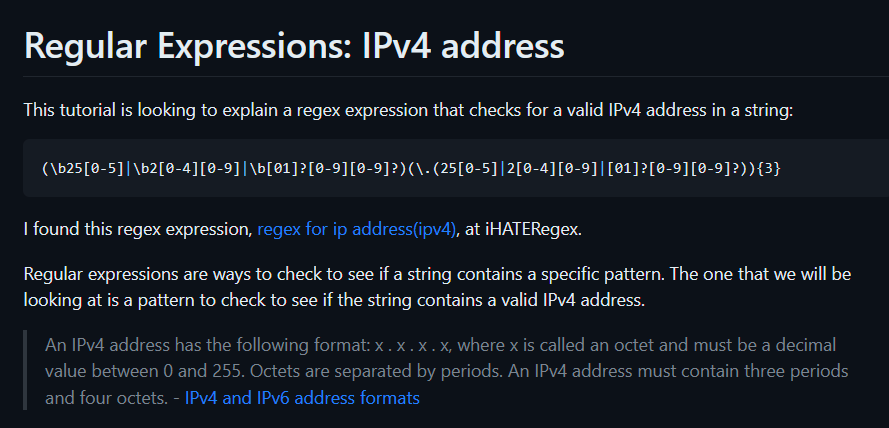 Regular Expressions: IPv4 address
This tutorial is looking to explain a regex expression that checks for a valid IPv4 address in a string:
(\b25[0-5]|\b2[0-4][0-9]|\b[01]?[0-9][0-9]?)(\.(25[0-5]|2[0-4][0-9]|[01]?[0-9][0-9]?)){3}
I found this regex expression, regex for ip address(ipv4), at iHATERegex.
Regular expressions are ways to check to see if a string contains a specific pattern. The one that we will be
looking at is a pattern to check to see if the string contains a valid IPv4 address.
An IPv4 address has the following format: x . x . x . x, where x is called an octet and must be a decimal
value between 0 and 255. Octets are separated by periods. An IPv4 address must contain three periods
and four octets. - IPv4 and IPv6 address formats